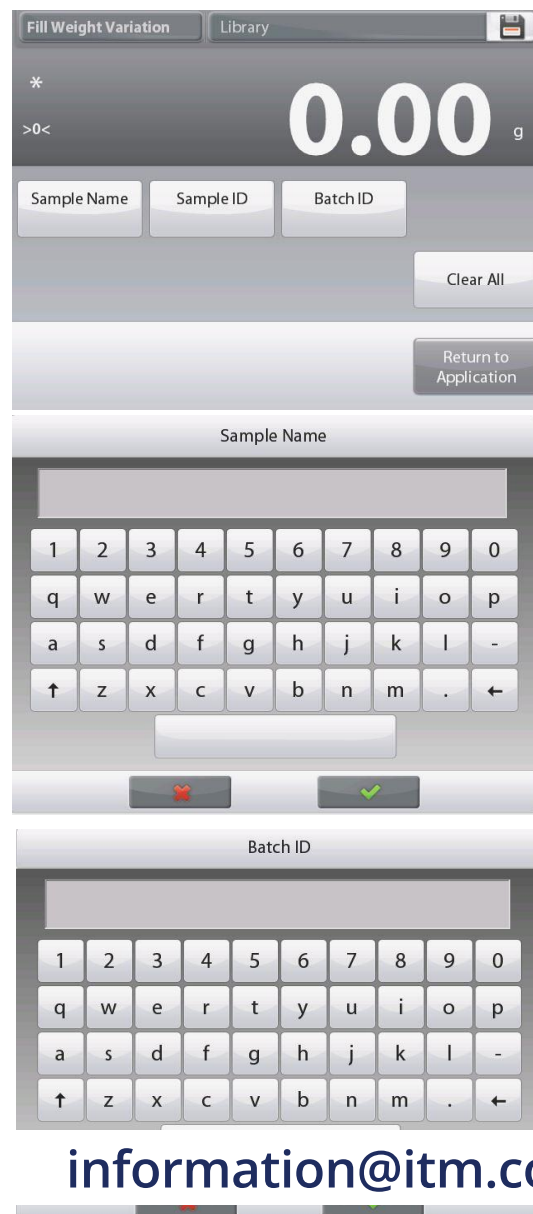 Fill Weight Variation Library
*
>0<
0.00 g
Sample Name Sample ID Batch ID
Clear All
Return to
Application
Sample Name
1 2 3 4 5 6 7 8 9 0
q w e r t y u i o p
a s d f g h j k l -
↑ z x c v b n m . ←
Batch ID
1 2 3 4 5 6 7 8 9 0
q w e r t y u i o p
a s d f g h j k l -
↑ z x c v b n m . ←
information@itm.co